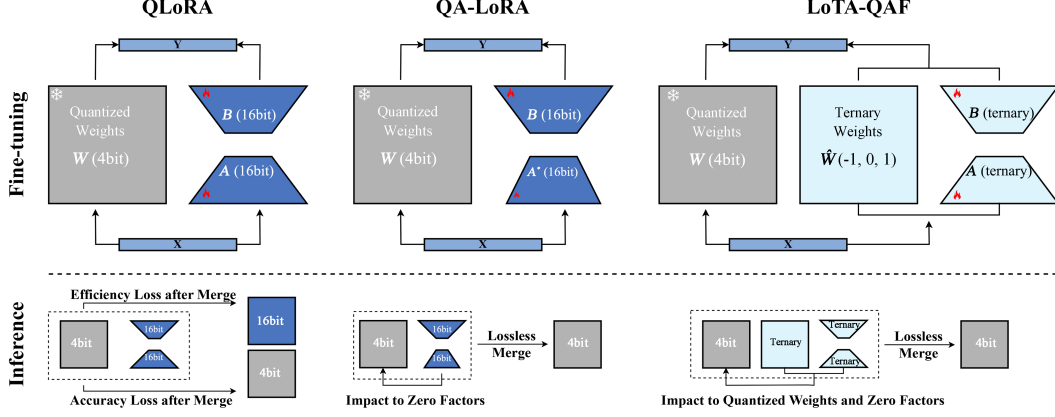 QLoRA
QA-LoRA
LoTA-QAF
Fine-tuning
Y
Quantized
Weights
W (4bit)
B (16bit)
A (16bit)
X
Y
Quantized
Weights
W (4bit)
B (16bit)
A* (16bit)
X
Y
Quantized
Weights
W (4bit)
Ternary
Weights
Ŵ (-1, 0, 1)
B (ternary)
A (ternary)
X
Inference
Efficiency Loss after Merge
4bit
16bit
16bit
16bit
4bit
Accuracy Loss after Merge
4bit
16bit
16bit
Lossless
Merge
4bit
Impact to Zero Factors
4bit
Ternary
Ternary
Ternary
Lossless
Merge
4bit
Impact to Quantized Weights and Zero Factors